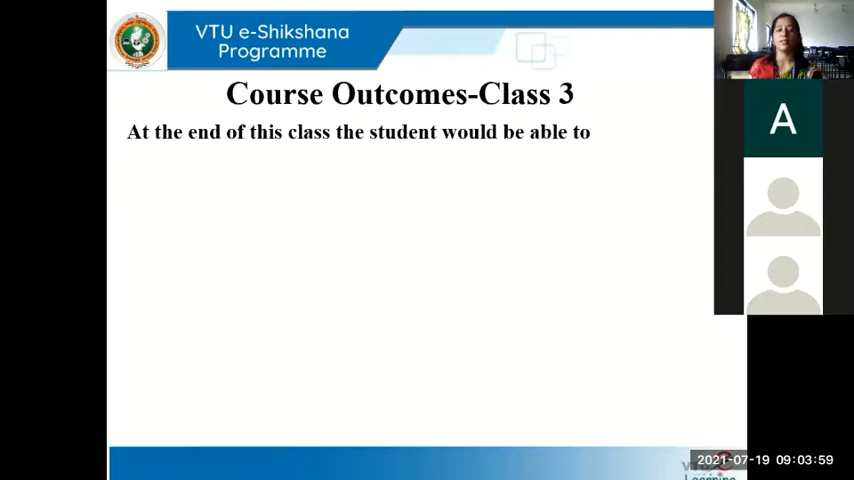 VTU e-Shikshana
Programme
Course Outcomes-Class 3
At the end of this class the student would be able to
A
2021-07-19 09:03:59